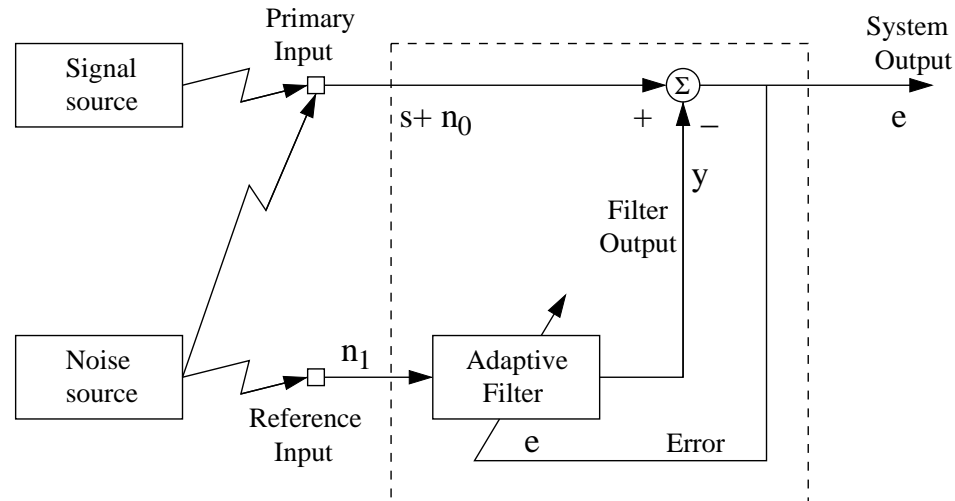 Primary
Input
System
Output
Signal
source
Σ
s+ n0
+
−
e
y
Filter
Output
Noise
source
n1
Adaptive
Filter
Reference
Input
e
Error